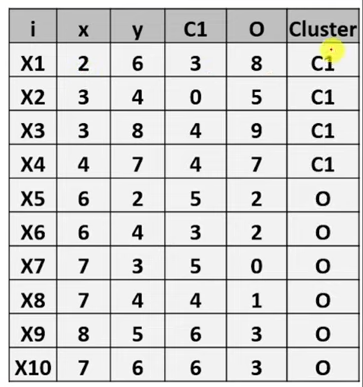 i x y C1 O Cluster
X1 2 6 3 8 C1
X2 3 4 0 5 C1
X3 3 8 4 9 C1
X4 4 7 4 7 C1
X5 6 2 5 2 O
X6 6 4 3 2 O
X7 7 3 5 0 O
X8 7 4 4 1 O
X9 8 5 6 3 O
X10 7 6 6 3 O